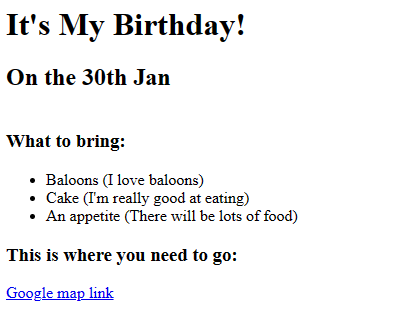 It's My Birthday!
On the 30th Jan
What to bring:
Baloons (I love baloons)
Cake (I'm really good at eating)
An appetite (There will be lots of food)
This is where you need to go:
Google map link